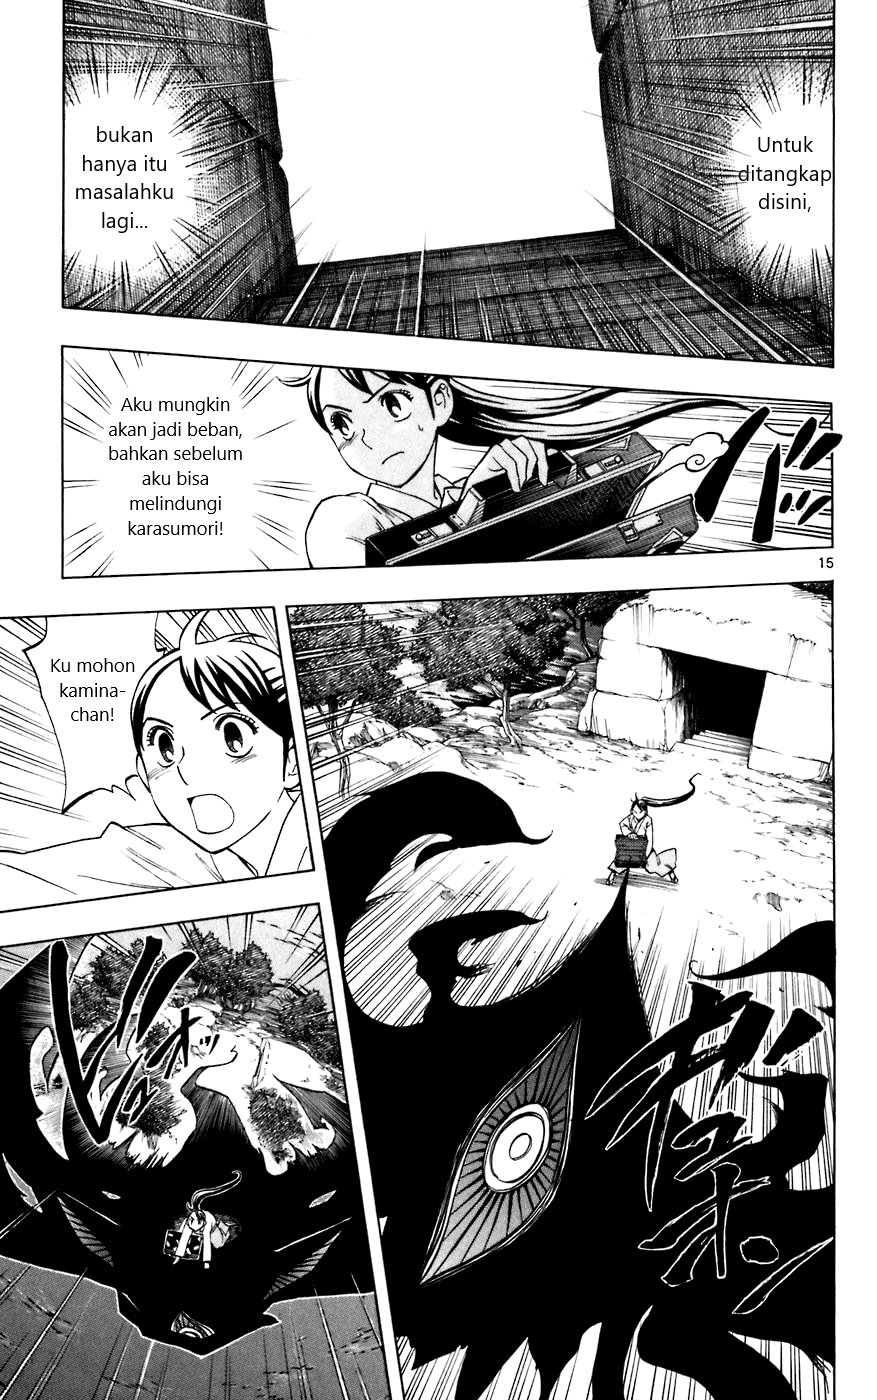 Untuk
ditangkap
disini,
bukan
hanya itu
masalahku
lagi...
Aku mungkin
akan jadi beban,
bahkan sebelum
aku bisa
melindungi
karasumori!
15
Ku mohon
kamina-
chan!